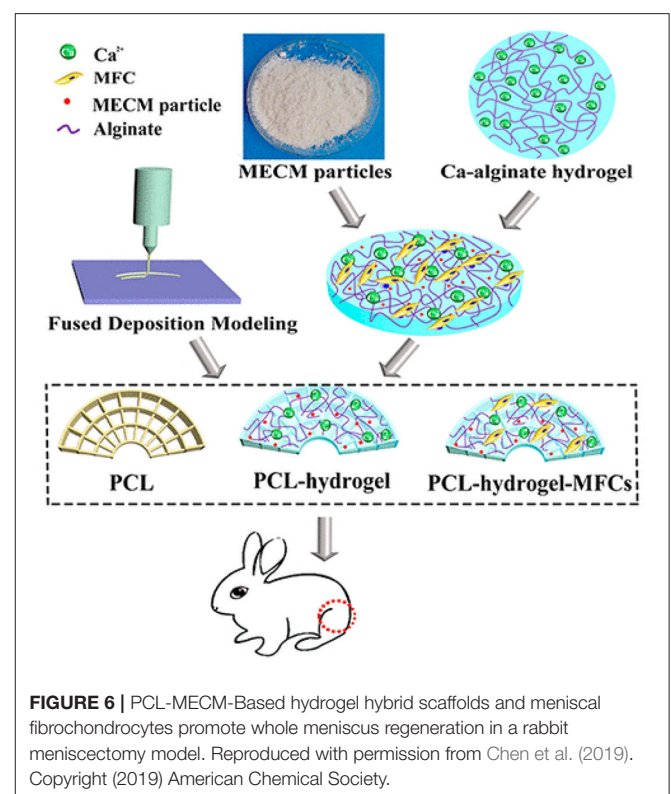 Ca²⁺
MFC
MECM particle
Alginate
MECM particles
Ca-alginate hydrogel
Fused Deposition Modeling
PCL
PCL-hydrogel
PCL-hydrogel-MFCs
FIGURE 6 | PCL-MECM-Based hydrogel hybrid scaffolds and meniscal
fibrochondrocytes promote whole meniscus regeneration in a rabbit
meniscectomy model. Reproduced with permission from Chen et al. (2019).
Copyright (2019) American Chemical Society.